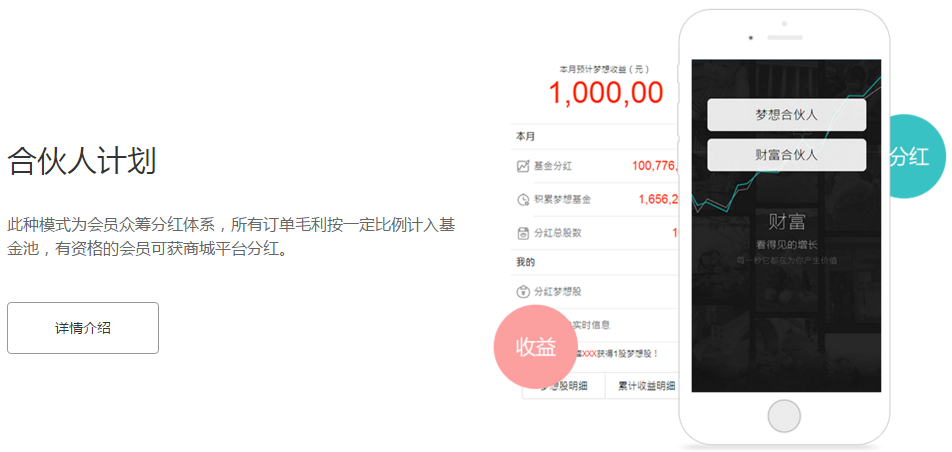 合伙人计划
此种模式为会员众筹分红体系，所有订单毛利按一定比例计入基
金池，有资格的会员可获商城平台分红。
详情介绍
本月预计梦想收益（元）
1,000,00
本月
基金分红 100,776,
积累梦想基金 1,656,2
分红总股数 1
我的
分红梦想股
实时信息
XXX获得1股梦想股！
想股明细 累计收益明细
收益
梦想合伙人
财富合伙人
财富
看得见的增长
每一秒它都在为你产生价值
分红